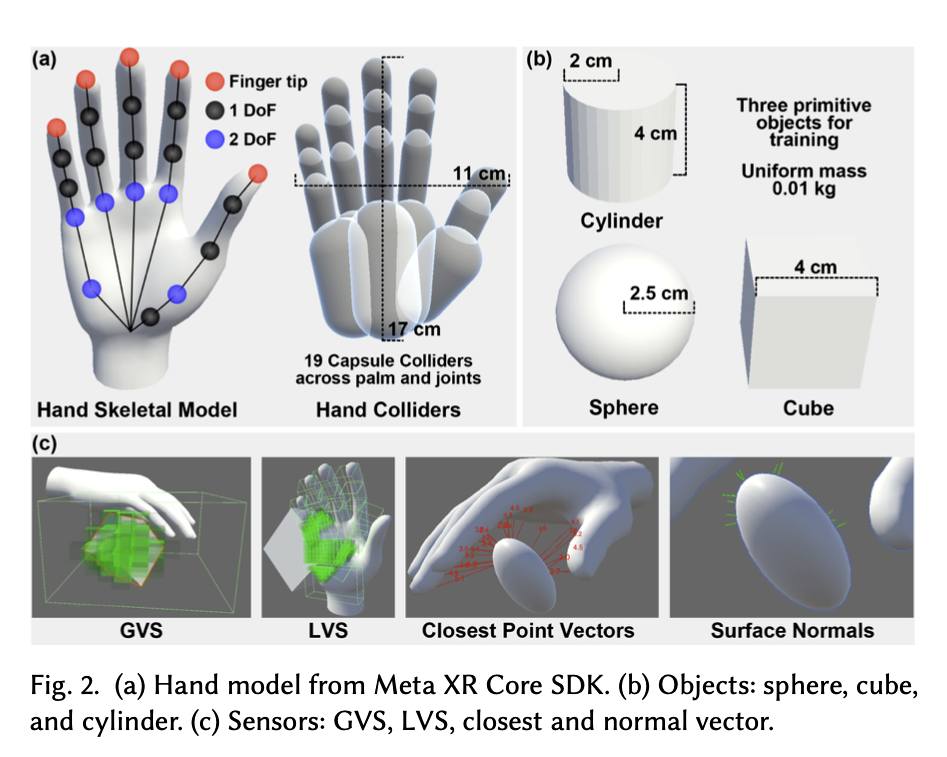 (a)
Finger tip
1 DoF
2 DoF
11 cm
17 cm
19 Capsule Colliders
across palm and joints
Hand Skeletal Model
Hand Colliders
(b)
2 cm
4 cm
Cylinder
Three primitive
objects for
training
Uniform mass
0.01 kg
2.5 cm
Sphere
4 cm
Cube
(c)
GVS
LVS
Closest Point Vectors
Surface Normals
Fig. 2. (a) Hand model from Meta XR Core SDK. (b) Objects: sphere, cube,
and cylinder. (c) Sensors: GVS, LVS, closest and normal vector.